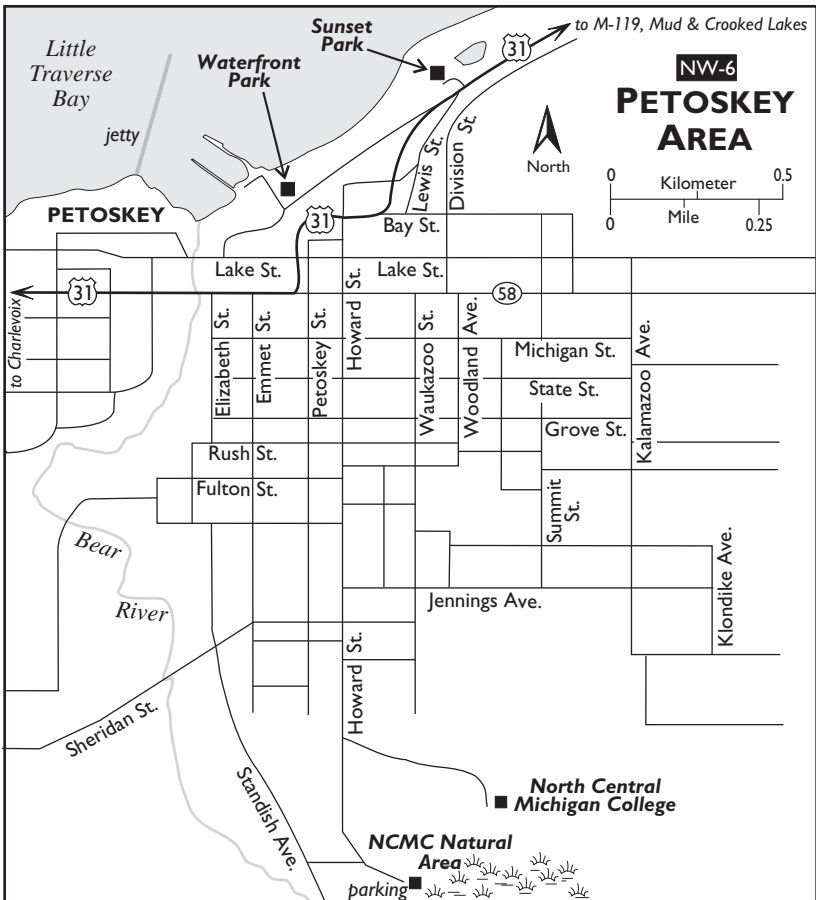 to M-119, Mud & Crooked Lakes
31
Sunset
Park
Little
Traverse
Bay
Waterfront
Park
NW-6
PETOSKEY
AREA
jetty
North
0
Kilometer
0.5
0
Mile
0.25
Lewis St.
Division St.
PETOSKEY
31
Bay St.
Lake St.
Lake St.
31
58
to Charlevoix
Elizabeth St.
Emmet St.
Petoskey St.
Howard St.
Waukazoo St.
Woodland Ave.
Kalamazoo Ave.
Michigan St.
State St.
Grove St.
Rush St.
Fulton St.
Summit
St.
Bear
River
Jennings Ave.
Klondike Ave.
Howard St.
Sheridan St.
Standish Ave.
North Central
Michigan College
NCMC Natural
Area
parking